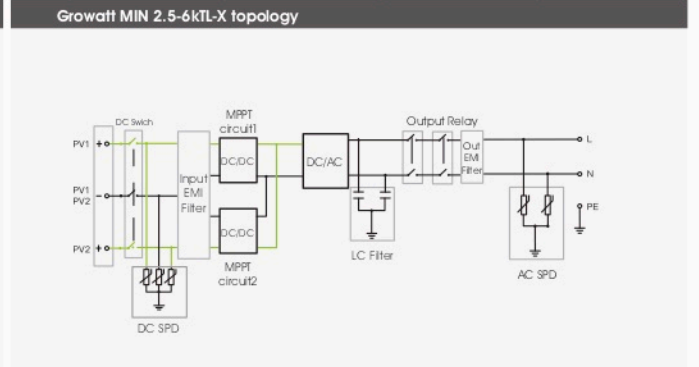 Growatt MIN 2.5-6kTL-X topology
DC Swich
MPPT
circuit1
Output Relay
PV1 +
DC/DC
DC/AC
Out
EMI
Filter
L
N
PV1
PV2 -
Input
EMI
Filter
PE
PV2 +
DC/DC
MPPT
circuit2
LC Filter
AC SPD
DC SPD